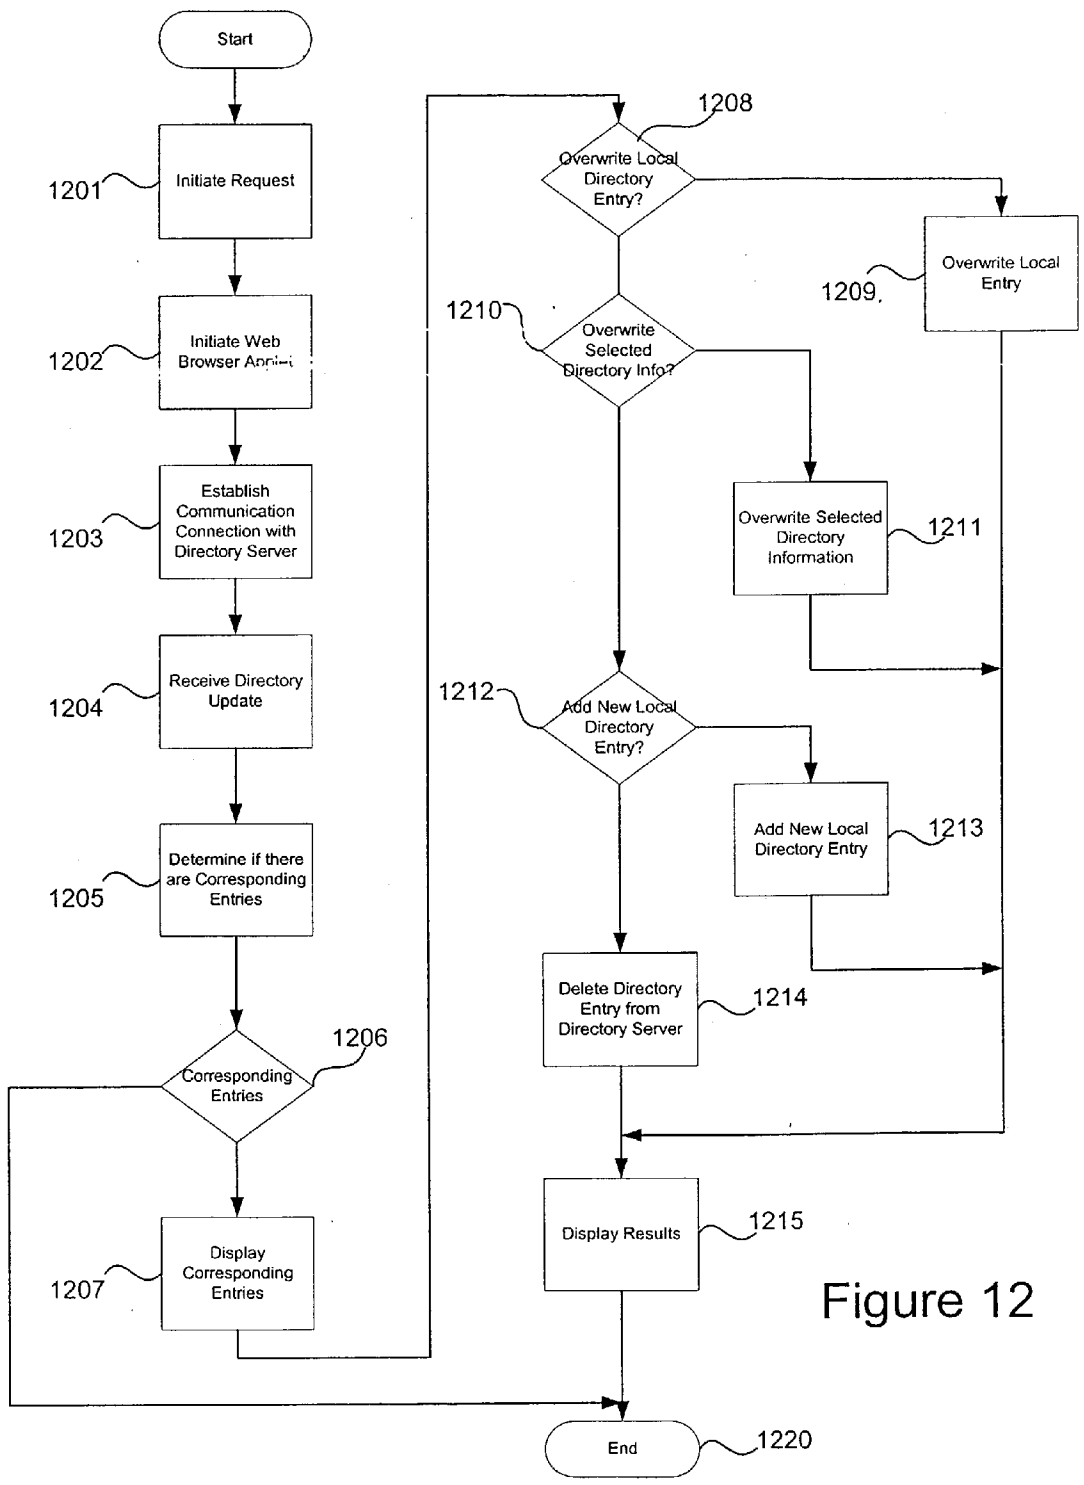 Start
1201
Initiate Request
1202
Initiate Web
Browser
1203
Establish
Communication
Connection with
Directory Server
1204
Receive Directory
Update
1205
Determine if there
are Corresponding
Entries
1206
Corresponding
Entries
1207
Display
Corresponding
Entries
1208
Overwrite Local
Directory
Entry?
1209
Overwrite Local
Entry
1210
Overwrite
Selected
Directory Info?
1211
Overwrite Selected
Directory
Information
1212
Add New Local
Directory
Entry?
1213
Add New Local
Directory Entry
1214
Delete Directory
Entry from
Directory Server
1215
Display Results
Figure 12
End
1220